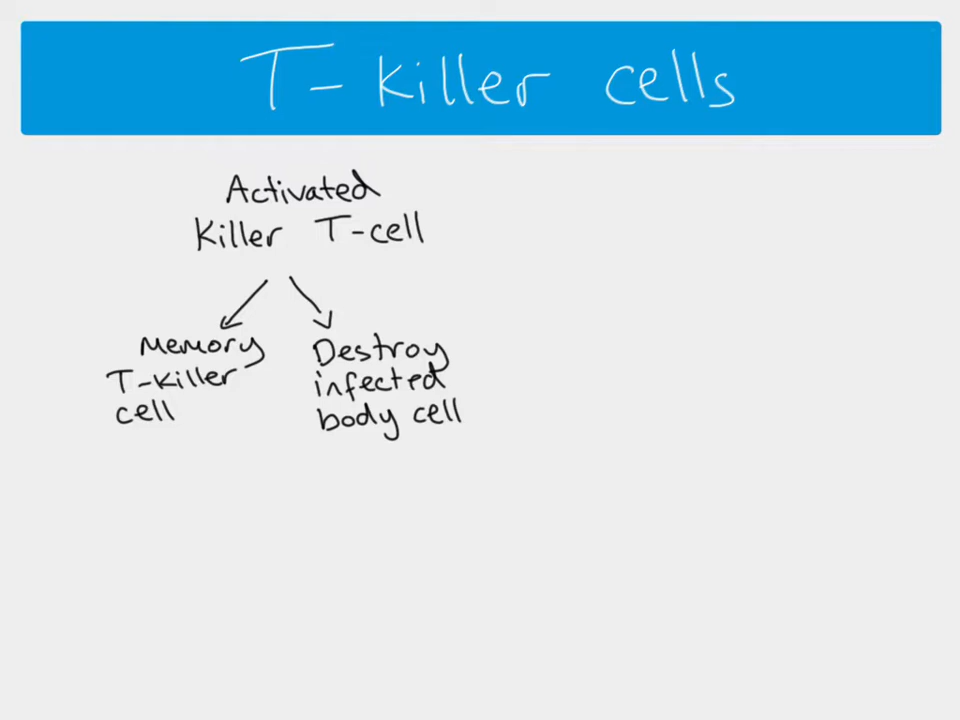 T-killer cells
Activated
Killer T-cell
Memory
T-killer
cell
Destroy
infected
body cell